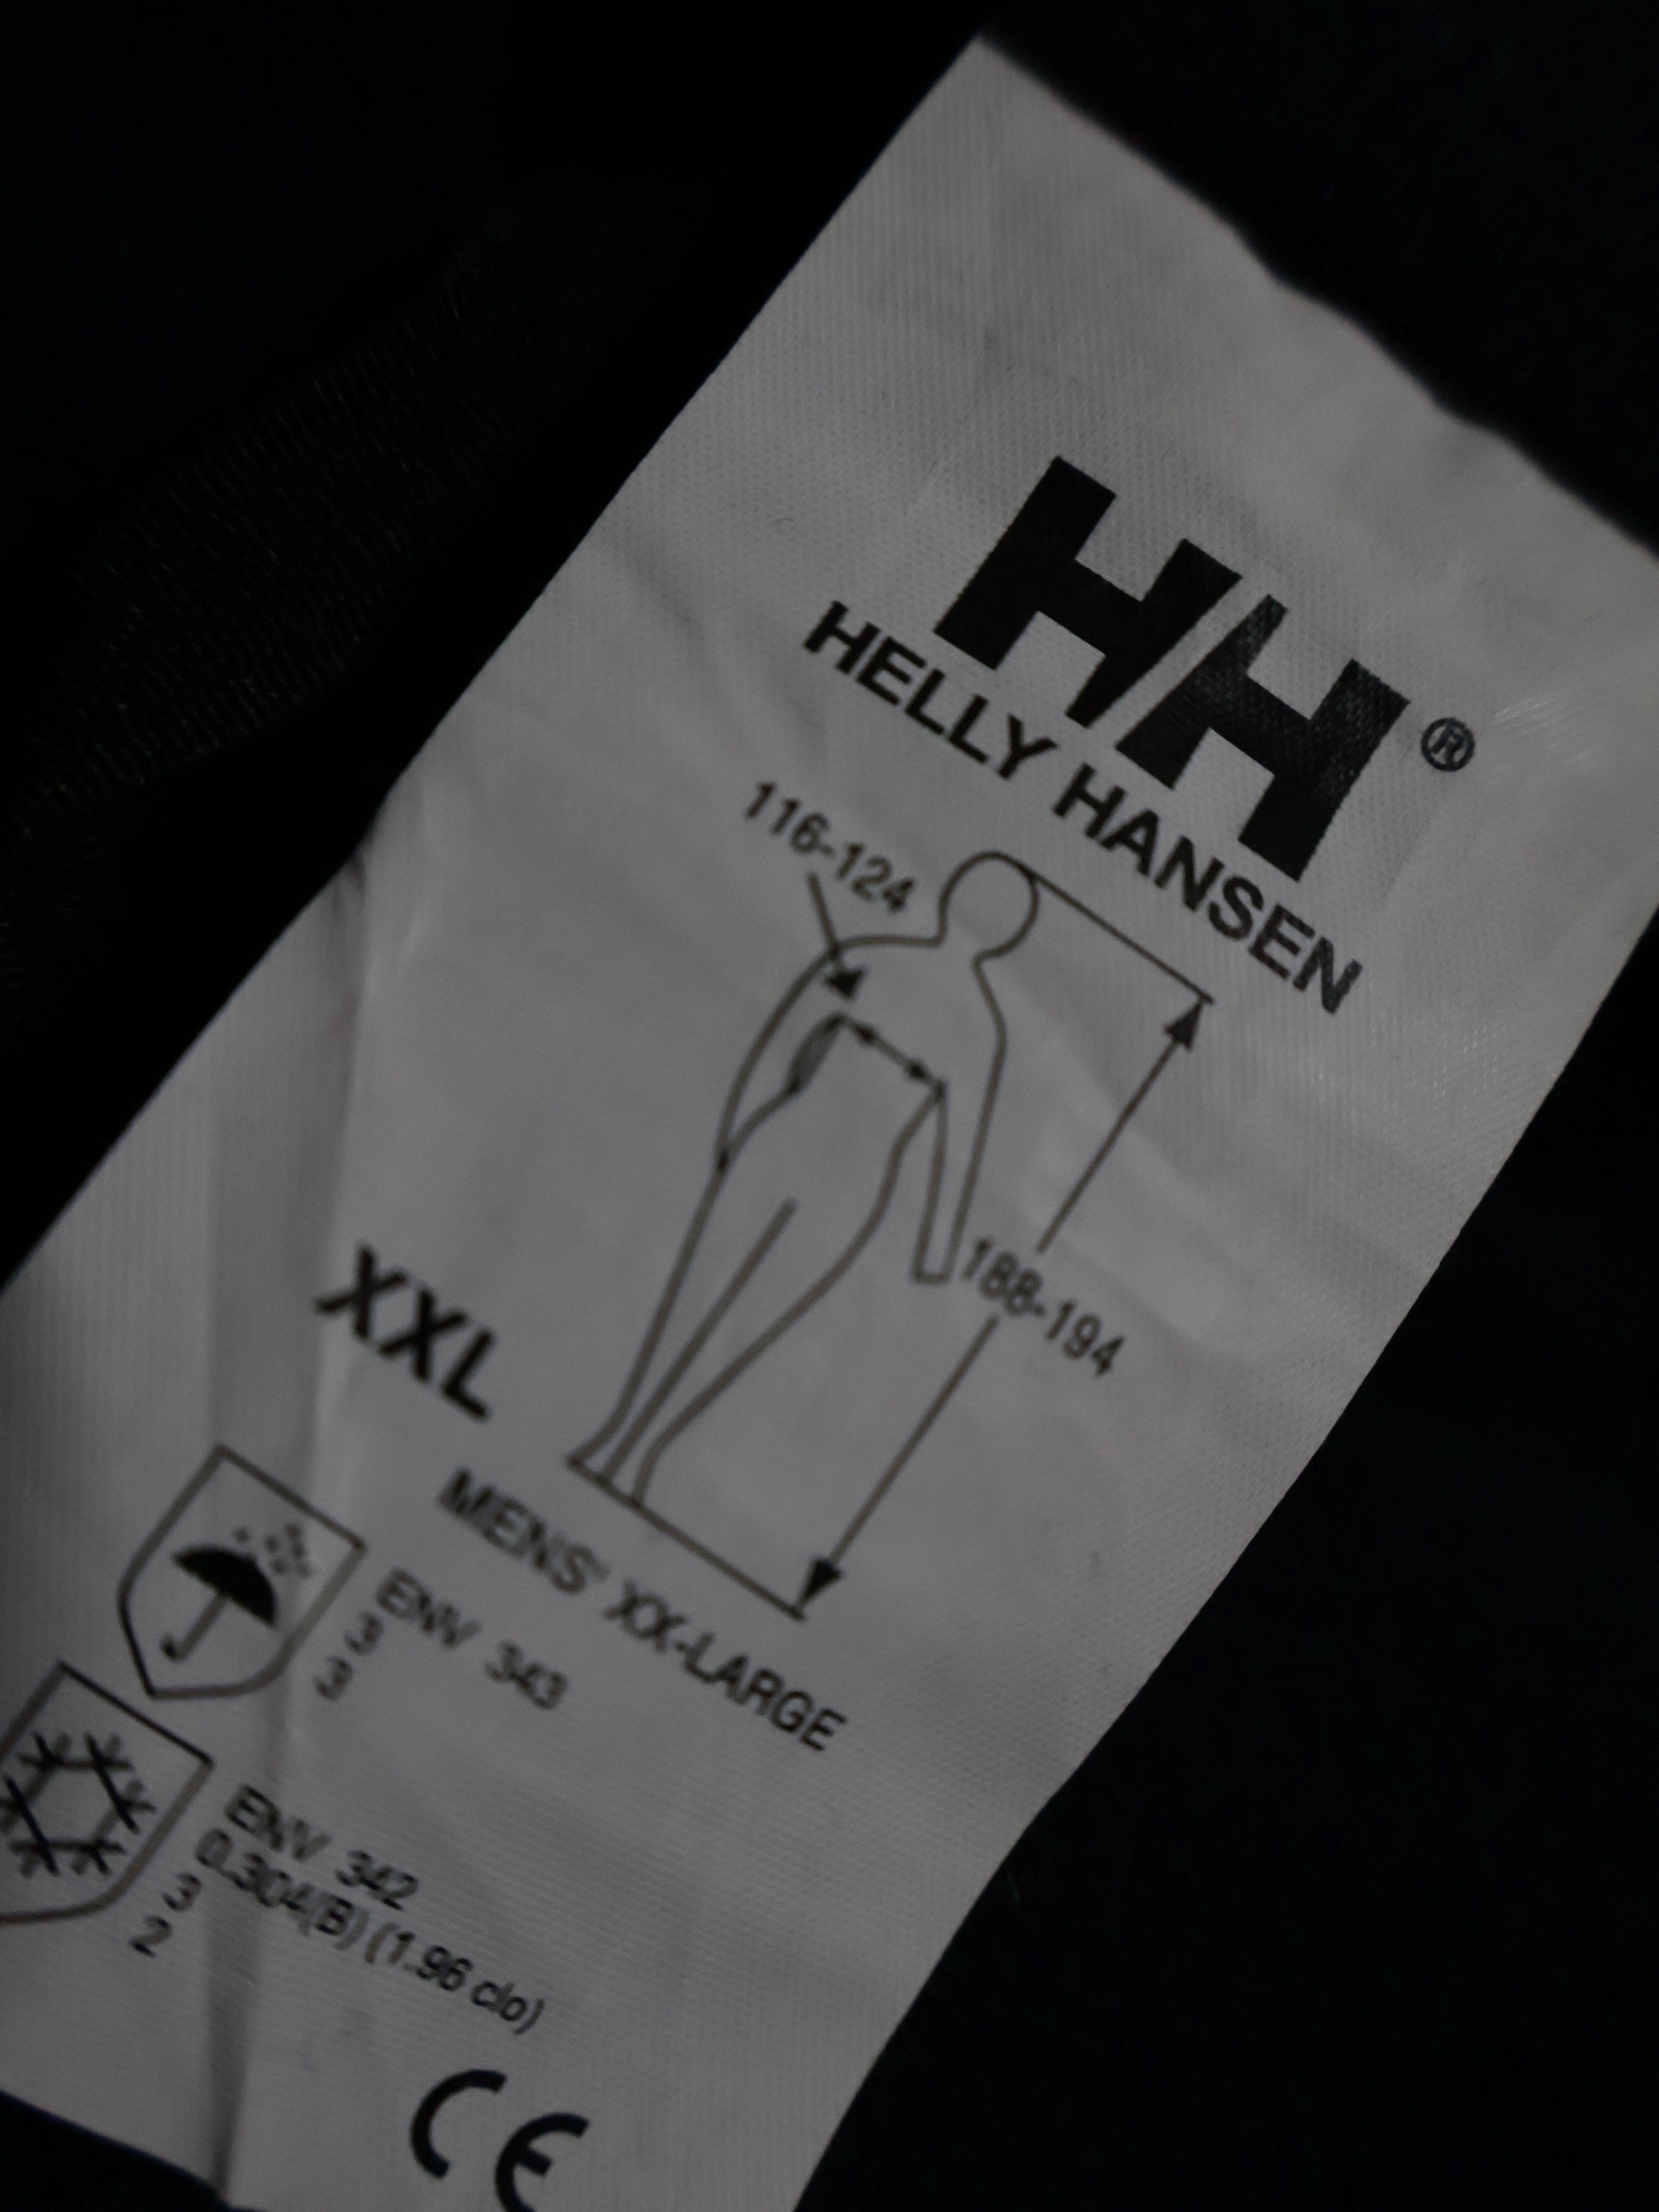 HH®
HELLY HANSEN
116-124
188-194
XXL
MENS' XX-LARGE
ENV 343
3
3
ENV 342
0.304(B) (1.96 clo)
3
2
CE